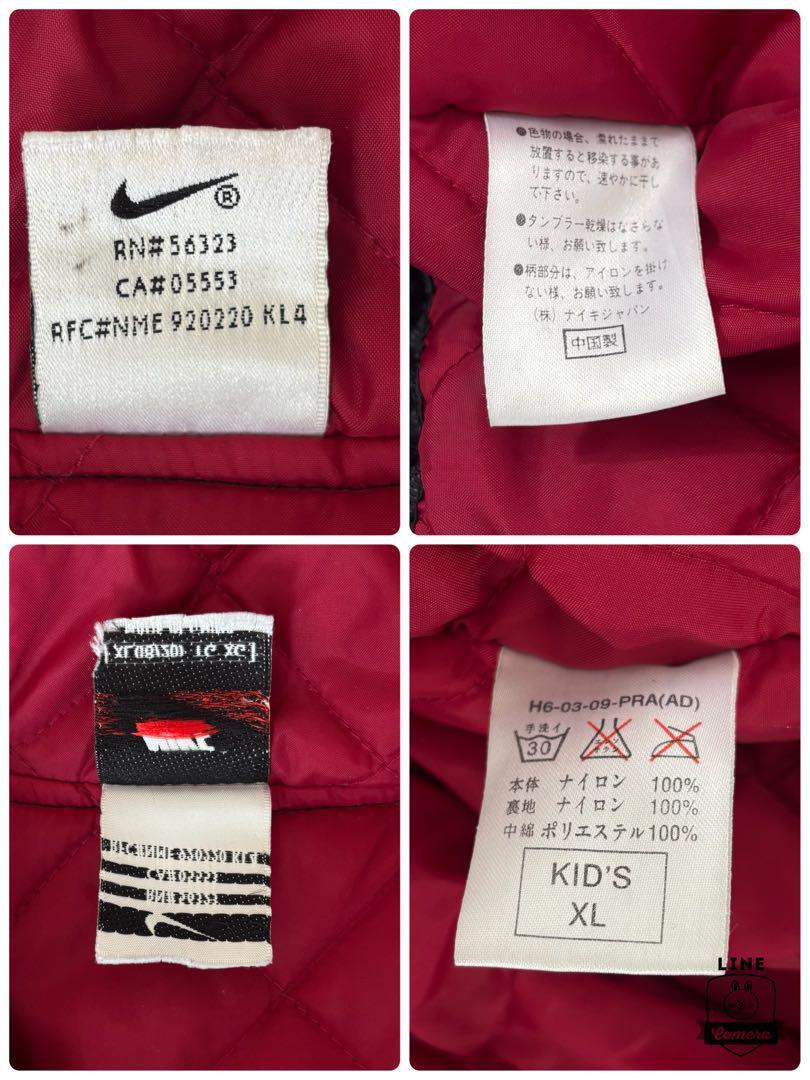 ®
RN#56323
CA#05553
RFC#NME 920220 KL4
●色物の場合、濡れたままで
放置すると移染する事があ
りますので、速やかに干し
て下さい。
●タンブラー乾燥はなさらな
い様、お願い致します。
●柄部分は、アイロンを掛け
ない様、お願い致します。
(株) ナイキジャパン
中国製
H6-03-09-PRA(AD)
手洗イ
30
本体 ナイロン 100%
裏地 ナイロン 100%
中綿 ポリエステル 100%
KID'S
XL
LINE
Camera